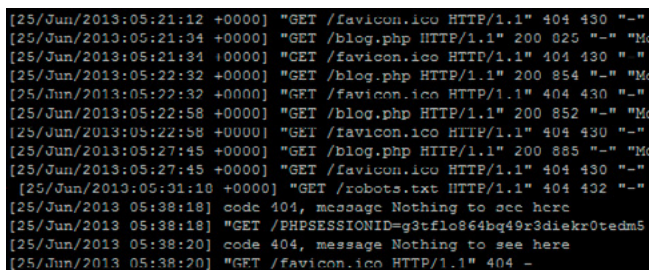 [25/Jun/2013:05:21:12 +0000] "GET /favicon.ico HTTP/1.1" 404 430 "-"
[25/Jun/2013:05:21:34 +0000] "GET /blog.php HTTP/1.1" 200 825 "-" "Mo
[25/Jun/2013:05:21:34 +0000] "GET /favicon.ico HTTP/1.1" 404 430 "-"
[25/Jun/2013:05:22:32 +0000] "GET /blog.php HTTP/1.1" 200 854 "-" "Mo
[25/Jun/2013:05:22:32 +0000] "GET /favicon.ico HTTP/1.1" 404 430 "-"
[25/Jun/2013:05:22:58 +0000] "GET /blog.php HTTP/1.1" 200 852 "-" "Mo
[25/Jun/2013:05:22:58 +0000] "GET /favicon.ico HTTP/1.1" 404 430 "-"
[25/Jun/2013:05:27:45 +0000] "GET /blog.php HTTP/1.1" 200 885 "-" "Mo
[25/Jun/2013:05:27:45 +0000] "GET /favicon.ico HTTP/1.1" 404 430 "-"
[25/Jun/2013:05:31:18 +0000] "GET /robots.txt HTTP/1.1" 404 432 "-"
[25/Jun/2013 05:38:18] code 404, message Nothing to see here
[25/Jun/2013 05:38:18] "GET /PHPSESSIONID=g3tflo864bq49r3diekr0tedm5
[25/Jun/2013 05:38:20] code 404, message Nothing to see here
[25/Jun/2013 05:38:20] "GET /favicon.ico HTTP/1.1" 404 -